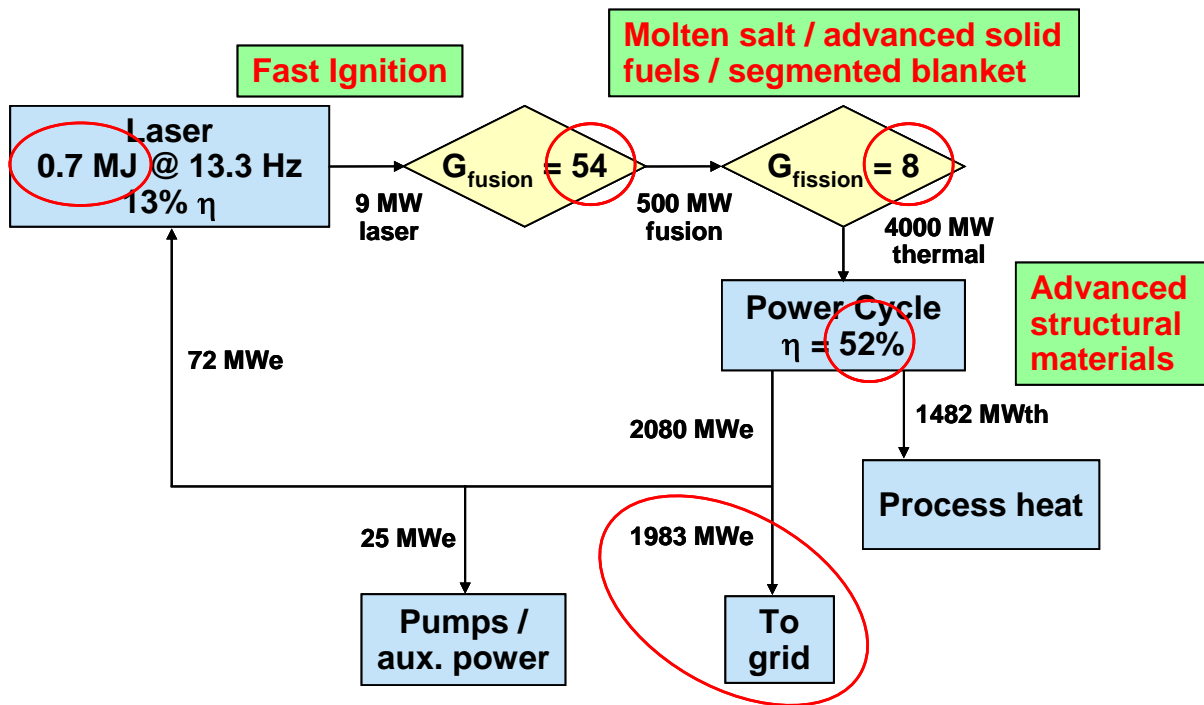 Fast Ignition
Molten salt / advanced solid
fuels / segmented blanket
Laser
0.7 MJ @ 13.3 Hz
13% η
9 MW
laser
Gfusion = 54
500 MW
fusion
Gfission = 8
4000 MW
thermal
Power Cycle
η = 52%
Advanced
structural
materials
72 MWe
2080 MWe
1482 MWth
Process heat
25 MWe
1983 MWe
Pumps /
aux. power
To
grid